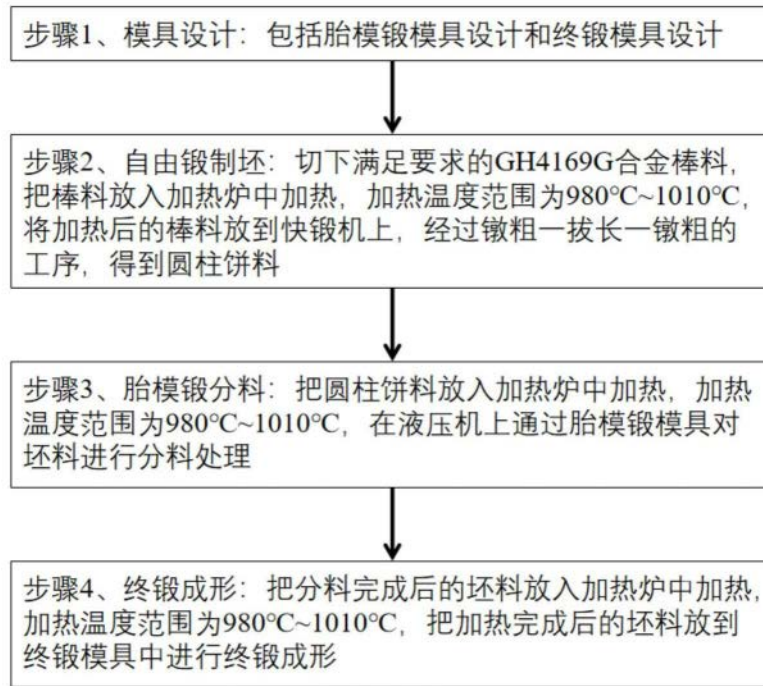 步骤1、模具设计：包括胎模锻模具设计和终锻模具设计
步骤2、自由锻制坯：切下满足要求的GH4169G合金棒料，
把棒料放入加热炉中加热，加热温度范围为980℃~1010℃，
将加热后的棒料放到快锻机上，经过镦粗一拔长一镦粗的
工序，得到圆柱饼料
步骤3、胎模锻分料：把圆柱饼料放入加热炉中加热，加热
温度范围为980℃~1010℃，在液压机上通过胎模锻模具对
坯料进行分料处理
步骤4、终锻成形：把分料完成后的坯料放入加热炉中加热，
加热温度范围为980℃~1010℃，把加热完成后的坯料放到
终锻模具中进行终锻成形